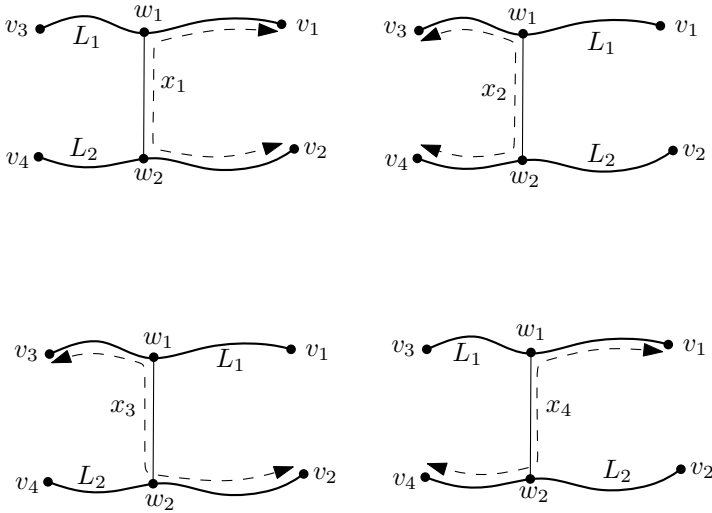 v₃ L₁ w₁ v₁
x₁
v₄ L₂ w₂ v₂
v₃ w₁ L₁ v₁
x₂
v₄ w₂ L₂ v₂
v₃ w₁ L₁ v₁
x₃
v₄ L₂ w₂ v₂
v₃ L₁ w₁ v₁
x₄
v₄ w₂ L₂ v₂